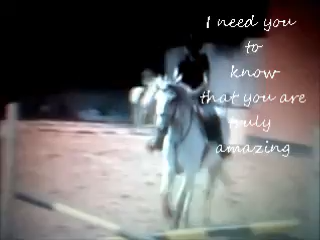 I need you
to
know
that you are
truly
amazing